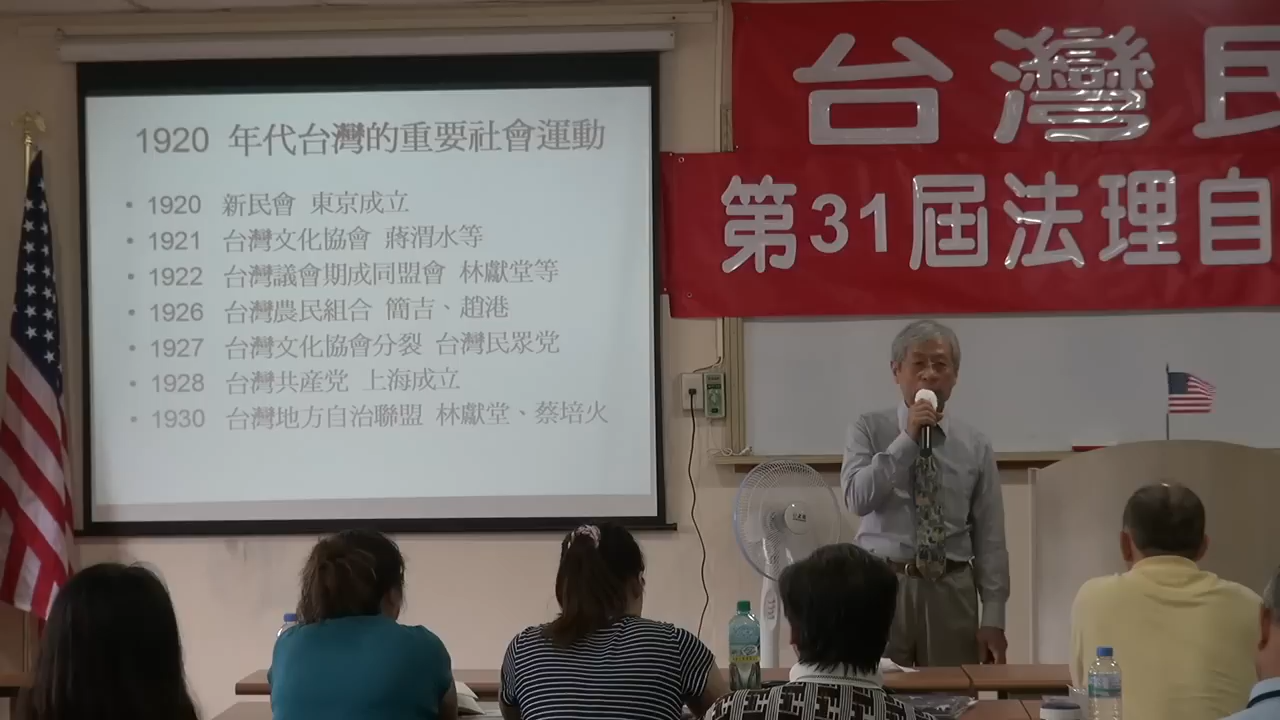 1920 年代台灣的重要社會運動
• 1920 新民會 東京成立
• 1921 台灣文化協會 蔣渭水等
• 1922 台灣議會期成同盟會 林獻堂等
• 1926 台灣農民組合 簡吉、趙港
• 1927 台灣文化協會分裂 台灣民眾党
• 1928 台灣共産党 上海成立
• 1930 台灣地方自治聯盟 林獻堂、蔡培火
台灣民
第31屆法理自